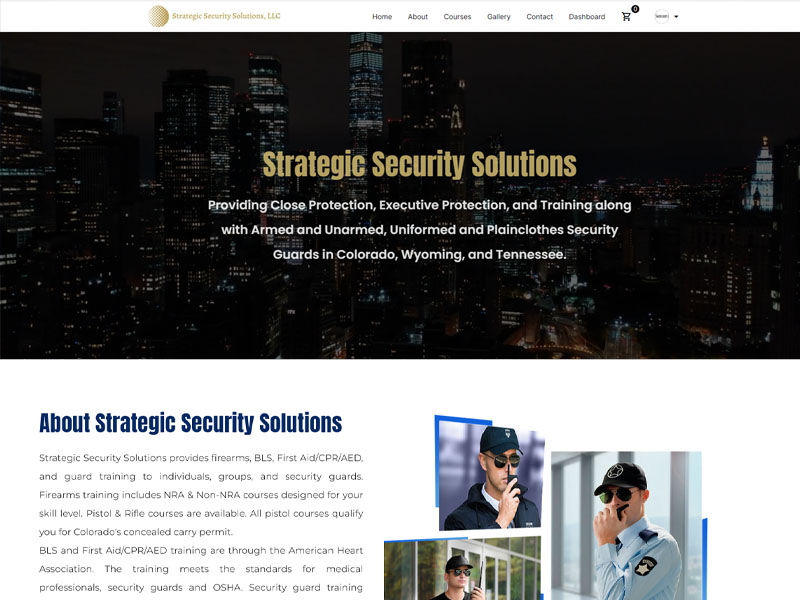 Strategic Security Solutions, LLC
Home About Courses Gallery Contact Dashboard 0
Strategic Security Solutions
Providing Close Protection, Executive Protection, and Training along
with Armed and Unarmed, Uniformed and Plainclothes Security
Guards in Colorado, Wyoming, and Tennessee.
About Strategic Security Solutions
Strategic Security Solutions provides firearms, BLS, First Aid/CPR/AED,
and guard training to individuals, groups, and security guards.
Firearms training includes NRA & Non-NRA courses designed for your
skill level. Pistol & Rifle courses are available. All pistol courses qualify
you for Colorado's concealed carry permit.
BLS and First Aid/CPR/AED training are through the American Heart
Association. The training meets the standards for medical
professionals, security guards and OSHA. Security guard training